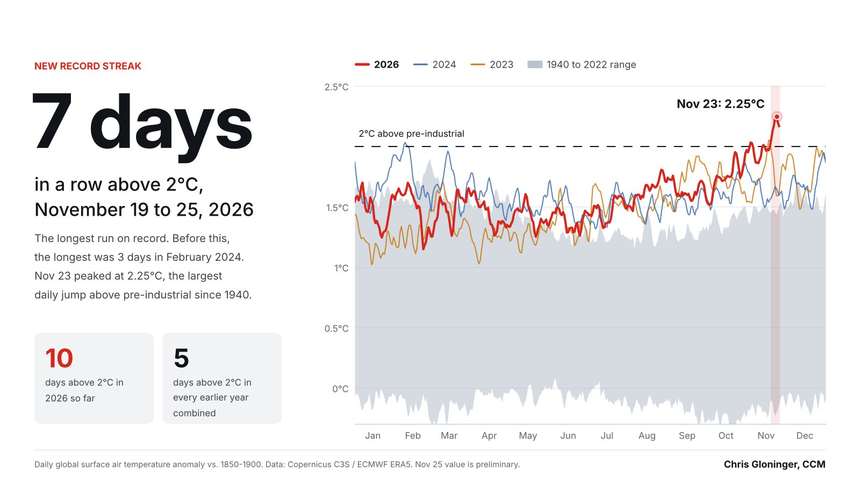 NEW RECORD STREAK
7 days
in a row above 2°C,
November 19 to 25, 2026
The longest run on record. Before this,
the longest was 3 days in February 2024.
Nov 23 peaked at 2.25°C, the largest
daily jump above pre-industrial since 1940.
10
days above 2°C in
2026 so far
5
days above 2°C in
every earlier year
combined
2026 2024 2023 1940 to 2022 range
2.5°C
Nov 23: 2.25°C
2°C above pre-industrial
1.5°C
1°C
0.5°C
0°C
Jan Feb Mar Apr May Jun Jul Aug Sep Oct Nov Dec
Daily global surface air temperature anomaly vs. 1850-1900. Data: Copernicus C3S / ECMWF ERA5. Nov 25 value is preliminary.
Chris Gloninger, CCM